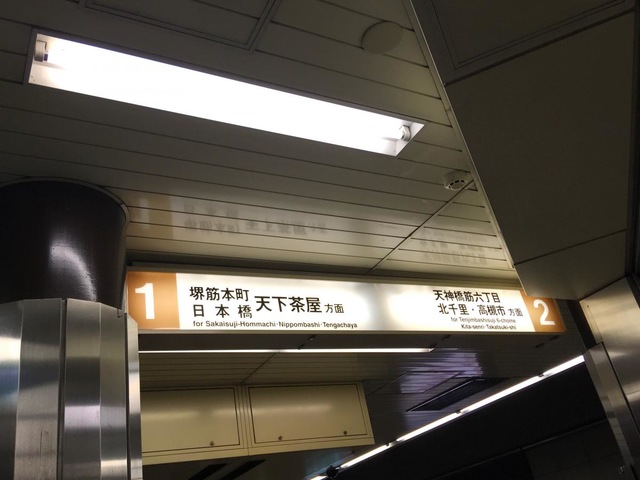 1
堺筋本町
日本橋 天下茶屋 方面
for Sakaisuji-Hommachi·Nippombashi·Tengachaya
天神橋筋六丁目
北千里・高槻市 方面
for Tenjimbashisuji 6-chome
Kita-senri·Takatsuki-shi
2